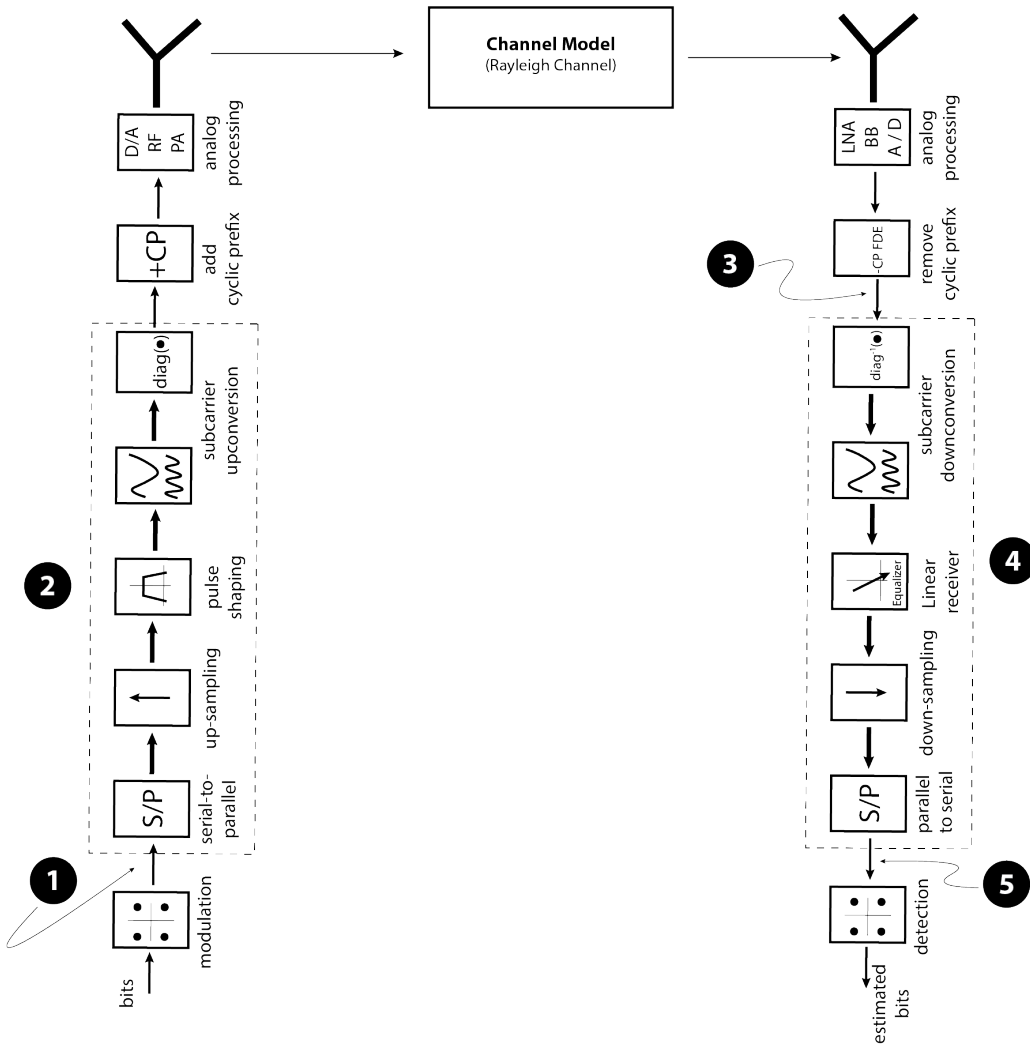 Channel Model
(Rayleigh Channel)
D/A
RF
PA
analog
processing
+CP
add
cyclic prefix
diag(●)
subcarrier
upconversion
2
pulse
shaping
up-sampling
S/P
serial-to-
parallel
1
modulation
bits
LNA
BB
A / D
analog
processing
3
-CP FDE
remove
cyclic prefix
diag⁻¹(●)
subcarrier
downconversion
4
Equalizer
Linear
receiver
down-sampling
S/P
parallel
to serial
5
detection
estimated
bits